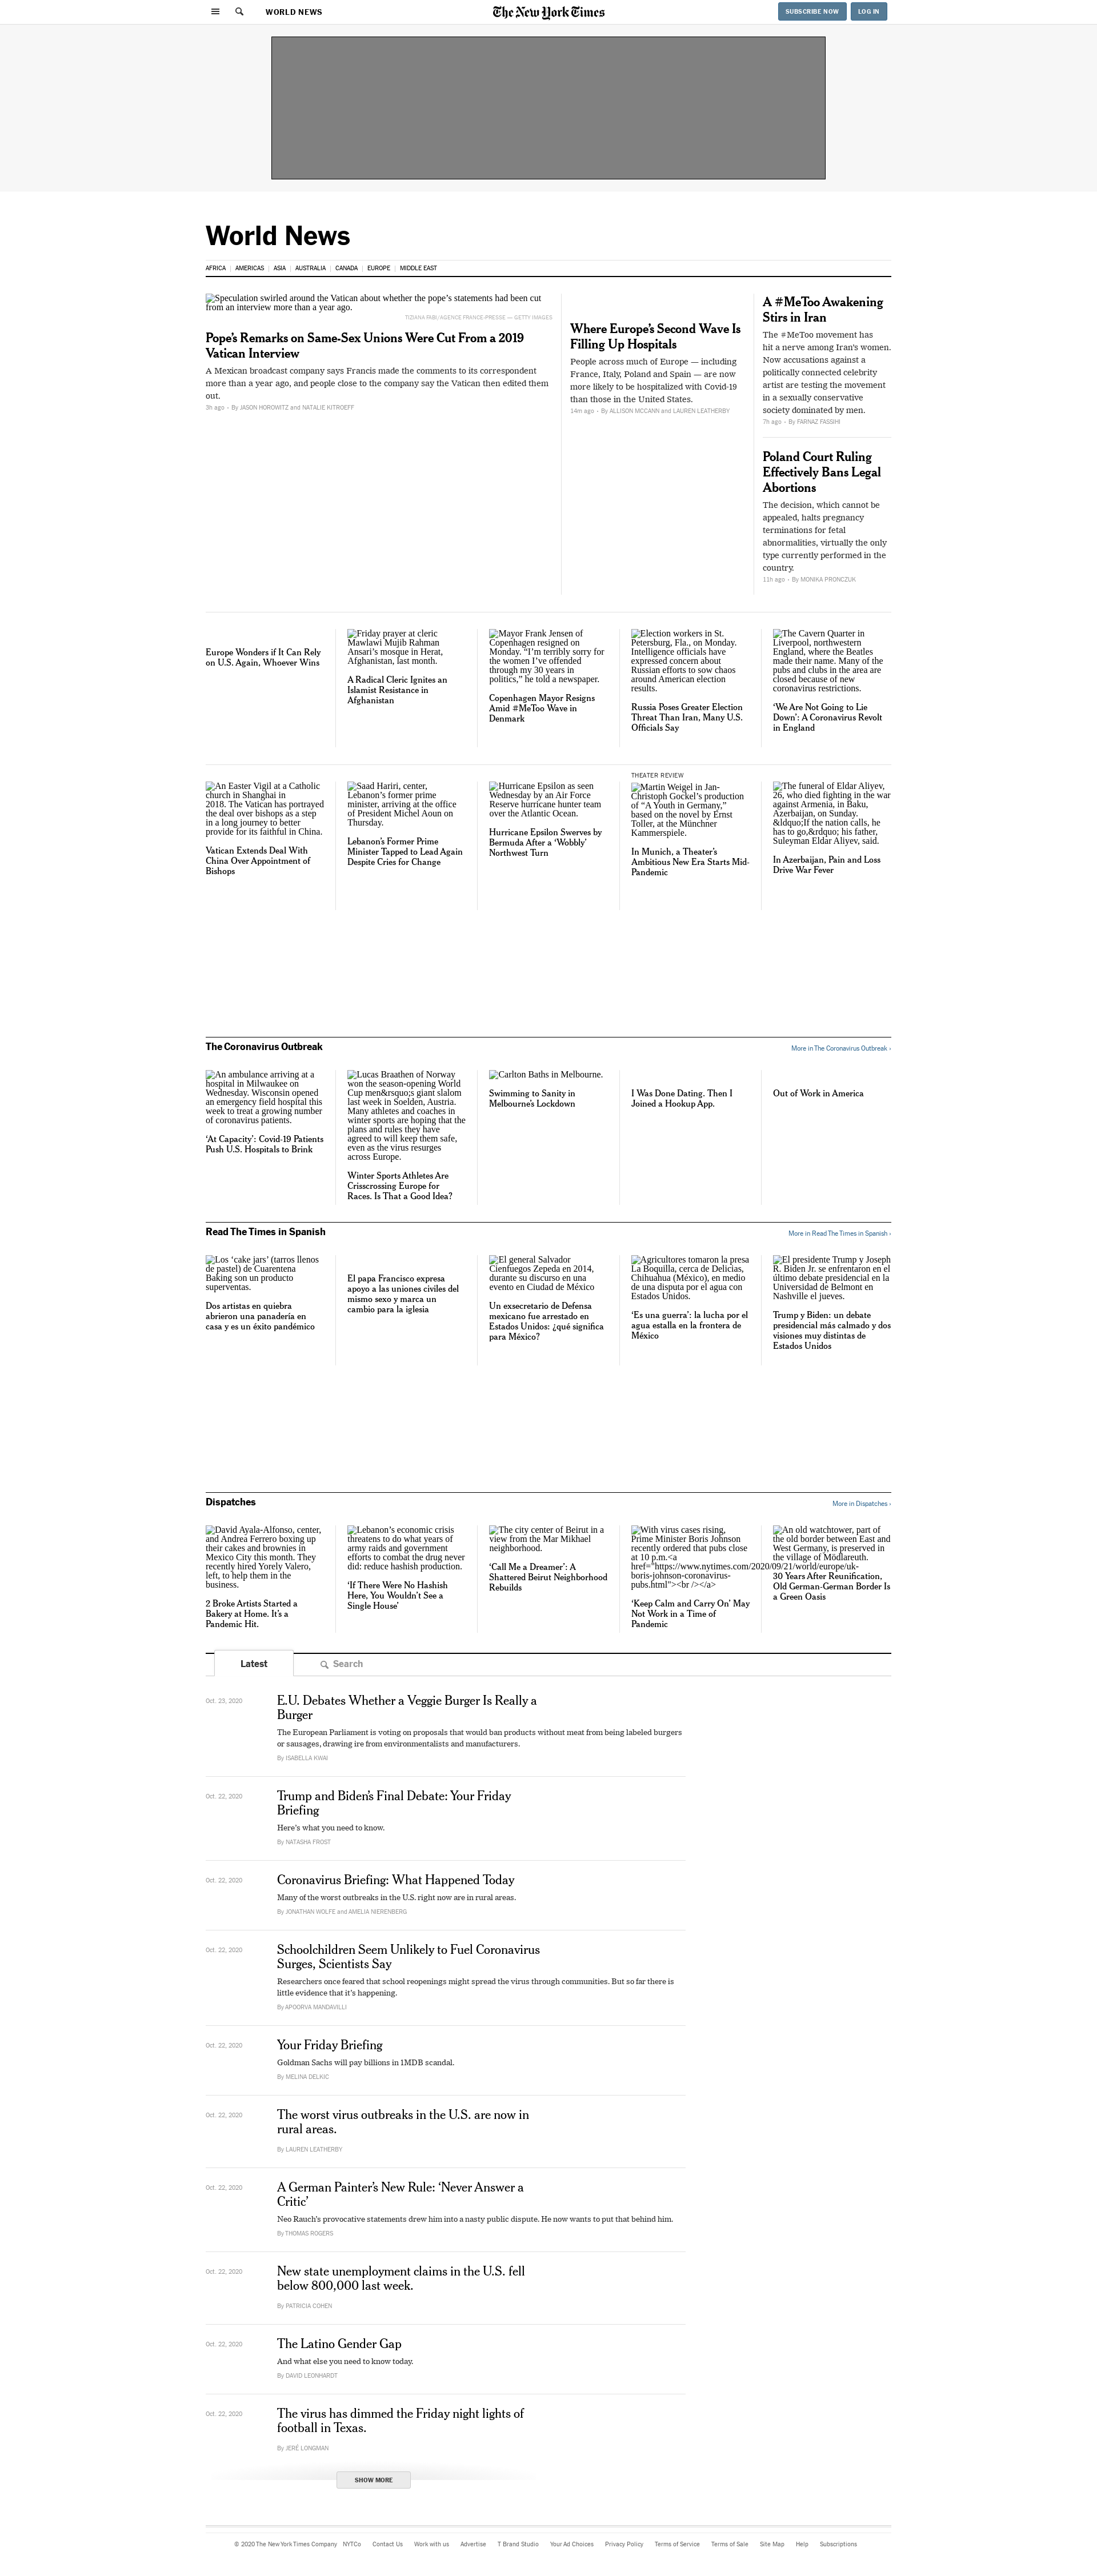 WORLD NEWS
The New York Times
SUBSCRIBE NOW
LOG IN
World News
AFRICA
AMERICAS
ASIA
AUSTRALIA
CANADA
EUROPE
MIDDLE EAST
Speculation swirled around the Vatican about whether the pope's statements had been cut
from an interview more than a year ago.
TIZIANA FABI/AGENCE FRANCE-PRESSE — GETTY IMAGES
Pope's Remarks on Same-Sex Unions Were Cut From a 2019
Vatican Interview
A Mexican broadcast company says Francis made the comments to its correspondent
more than a year ago, and people close to the company say the Vatican edited them
out.
3h ago • By JASON HOROWITZ and NATALIE KITROEFF
Where Europe's Second Wave Is
Filling Up Hospitals
People across much of Europe — including
France, Italy, Poland and Spain — are now
more likely to be hospitalized with Covid-19
than those in the United States.
14m ago • By ALLISON MCCANN and LAUREN LEATHERBY
A #MeToo Awakening
Stirs in Iran
The #MeToo movement has
hit a nerve among Iran's women.
Now accusations against a
politically connected celebrity
artist are testing the movement
in a sexually conservative
society dominated by men.
7h ago • By FARNAZ FASSIHI
Poland Court Ruling
Effectively Bans Legal
Abortions
The decision, which cannot be
appealed, halts pregnancy
terminations for fetal
abnormalities, virtually the only
type currently performed in the
country.
11h ago • By MONIKA PRONCZUK
Europe Wonders if It Can Rely
on U.S. Again, Whoever Wins
Friday prayer at cleric
Mawlawi Mujib Rahman
Ansari's mosque in Herat,
Afghanistan, last month.
A Radical Cleric Ignites an
Islamist Resistance in
Afghanistan
Mayor Frank Jensen of
Copenhagen resigned on
Monday. "I'm terribly sorry for
the women I've offended
through my 30 years in
politics," he told a newspaper.
Copenhagen Mayor Resigns
Amid #MeToo Wave in
Denmark
Election workers in St.
Petersburg, Fla., on Monday.
Intelligence officials have
expressed concern about
Russian efforts to sow chaos
around American election
results.
Russia Poses Greater Election
Threat Than Iran, Many U.S.
Officials Say
The Cavern Quarter in
Liverpool, northwestern
England, where the Beatles
made their name. Many of the
pubs and clubs in the area are
closed because of new
coronavirus restrictions.
'We Are Not Going to Lie
Down': A Coronavirus Revolt
in England
An Easter Vigil at a Catholic
church in Shanghai in
2018. The Vatican has portrayed
the deal over bishops as a step
in a long journey to better
provide for its faithful in China.
Vatican Extends Deal With
China Over Appointment of
Bishops
Saad Hariri, center,
Lebanon's former prime
minister, arriving at the office
of President Michel Aoun on
Thursday.
Lebanon's Former Prime
Minister Tapped to Lead Again
Despite Cries for Change
Hurricane Epsilon as seen
Wednesday by an Air Force
Reserve hurricane hunter team
over the Atlantic Ocean.
Hurricane Epsilon Swerves by
Bermuda After a 'Wobbly'
Northwest Turn
THEATER REVIEW
Martin Weigel in Jan-
Christoph Gockel's production
of "A Youth in Germany,"
based on the novel by Ernst
Toller, at the Münchner
Kammerspiele.
In Munich, a Theater's
Ambitious New Era Starts Mid-
Pandemic
The funeral of Eldar Aliyev,
26, who died fighting in the war
against Armenia, in Baku,
Azerbaijan, on Sunday.
&ldquo;If the nation calls, he
has to go,&rdquo; his father,
Suleyman Eldar Aliyev, said.
In Azerbaijan, Pain and Loss
Drive War Fever
The Coronavirus Outbreak
More in The Coronavirus Outbreak ›
An ambulance arriving at a
hospital in Milwaukee on
Wednesday. Wisconsin opened
an emergency field hospital this
week to treat a growing number
of coronavirus patients.
'At Capacity': Covid-19 Patients
Push U.S. Hospitals to Brink
Lucas Braathen of Norway
won the season-opening World
Cup men&rsquo;s giant slalom
last week in Soelden, Austria.
Many athletes and coaches in
winter sports are hoping that the
plans and rules they have
agreed to will keep them safe,
even as the virus resurges
across Europe.
Winter Sports Athletes Are
Crisscrossing Europe for
Races. Is That a Good Idea?
Carlton Baths in Melbourne.
Swimming to Sanity in
Melbourne's Lockdown
I Was Done Dating. Then I
Joined a Hookup App.
Out of Work in America
Read The Times in Spanish
More in Read The Times in Spanish ›
Los 'cake jars' (tarros llenos
de pastel) de Cuarentena
Baking son un producto
superventas.
Dos artistas en quiebra
abrieron una panadería en
casa y es un éxito pandémico
El papa Francisco expresa
apoyo a las uniones civiles del
mismo sexo y marca un
cambio para la iglesia
El general Salvador
Cienfuegos Zepeda en 2014,
durante su discurso en una
evento en Ciudad de México
Un exsecretario de Defensa
mexicano fue arrestado en
Estados Unidos: ¿qué significa
para México?
Agricultores tomaron la presa
La Boquilla, cerca de Delicias,
Chihuahua (México), en medio
de una disputa por el agua con
Estados Unidos.
'Es una guerra': la lucha por el
agua estalla en la frontera de
México
El presidente Trump y Joseph
R. Biden Jr. se enfrentaron en el
último debate presidencial en la
Universidad de Belmont en
Nashville el jueves.
Trump y Biden: un debate
presidencial más calmado y dos
visiones muy distintas de
Estados Unidos
Dispatches
More in Dispatches ›
David Ayala-Alfonso, center,
and Andrea Ferrero boxing up
their cakes and brownies in
Mexico City this month. They
recently hired Yorely Valero,
left, to help them in the
business.
2 Broke Artists Started a
Bakery at Home. It's a
Pandemic Hit.
Lebanon's economic crisis
threatens to do what years of
army raids and government
efforts to combat the drug never
did: reduce hashish production.
'If There Were No Hashish
Here, You Wouldn't See a
Single House'
The city center of Beirut in a
view from the Mar Mikhael
neighborhood.
'Call Me a Dreamer': A
Shattered Beirut Neighborhood
Rebuilds
With virus cases rising,
Prime Minister Boris Johnson
recently ordered that pubs close
at 10 p.m.<a
href="https://www.nytimes.com/2020/09/21/world/europe/uk-
boris-johnson-coronavirus-
pubs.html"><br /></a>
'Keep Calm and Carry On' May
Not Work in a Time of
Pandemic
An old watchtower, part of
the old border between East and
West Germany, is preserved in
the village of Mödlareuth.
30 Years After Reunification,
Old German-German Border Is
a Green Oasis
Latest
Search
Oct. 23, 2020
E.U. Debates Whether a Veggie Burger Is Really a
Burger
The European Parliament is voting on proposals that would ban products without meat from being labeled burgers
or sausages, drawing ire from environmentalists and manufacturers.
By ISABELLA KWAI
Oct. 22, 2020
Trump and Biden's Final Debate: Your Friday
Briefing
Here's what you need to know.
By NATASHA FROST
Oct. 22, 2020
Coronavirus Briefing: What Happened Today
Many of the worst outbreaks in the U.S. right now are in rural areas.
By JONATHAN WOLFE and AMELIA NIERENBERG
Oct. 22, 2020
Schoolchildren Seem Unlikely to Fuel Coronavirus
Surges, Scientists Say
Researchers once feared that school reopenings might spread the virus through communities. But so far there is
little evidence that it's happening.
By APOORVA MANDAVILLI
Oct. 22, 2020
Your Friday Briefing
Goldman Sachs will pay billions in 1MDB scandal.
By MELINA DELKIC
Oct. 22, 2020
The worst virus outbreaks in the U.S. are now in
rural areas.
By LAUREN LEATHERBY
Oct. 22, 2020
A German Painter's New Rule: 'Never Answer a
Critic'
Neo Rauch's provocative statements drew him into a nasty public dispute. He now wants to put that behind him.
By THOMAS ROGERS
Oct. 22, 2020
New state unemployment claims in the U.S. fell
below 800,000 last week.
By PATRICIA COHEN
Oct. 22, 2020
The Latino Gender Gap
And what else you need to know today.
By DAVID LEONHARDT
Oct. 22, 2020
The virus has dimmed the Friday night lights of
football in Texas.
By JERÉ LONGMAN
SHOW MORE
© 2020 The New York Times Company
NYTCo
Contact Us
Work with us
Advertise
T Brand Studio
Your Ad Choices
Privacy Policy
Terms of Service
Terms of Sale
Site Map
Help
Subscriptions